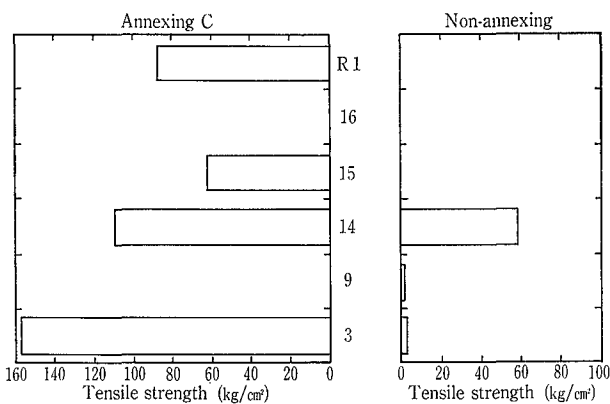 Annexing C Non-annexing
R1
16
15
14
9
3
160 140 120 100 80 60 40 20 0 0 20 40 60 80 100
Tensile strength (kg/cm²) Tensile strength (kg/cm²)